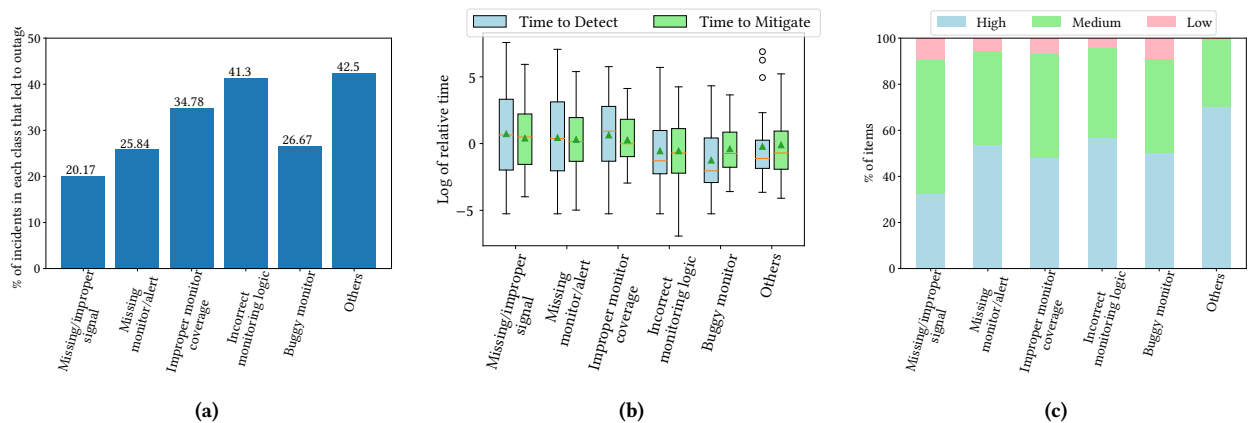 % of incidents in each class that led to outage
50
40
30
20
10
0
20.17
25.84
34.78
41.3
26.67
42.5
Missing/improper
signal
Missing
monitor/alert
Improper monitor
coverage
Incorrect
monitoring logic
Buggy monitor
Others
(a)
Time to Detect
Time to Mitigate
Log of relative time
5
0
−5
Missing/improper
signal
Missing
monitor/alert
Improper monitor
coverage
Incorrect
monitoring logic
Buggy monitor
Others
(b)
High
Medium
Low
% of items
100
80
60
40
20
0
Missing/improper
signal
Missing
monitor/alert
Improper monitor
coverage
Incorrect
monitoring logic
Buggy monitor
Others
(c)